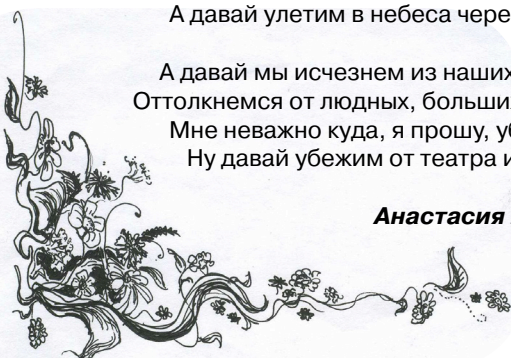 А давай улетим в небеса чере
А давай мы исчезнем из наших
Оттолкнемся от людных, больши
Мне неважно куда, я прошу, у
Ну давай убежим от театра и
Анастасия